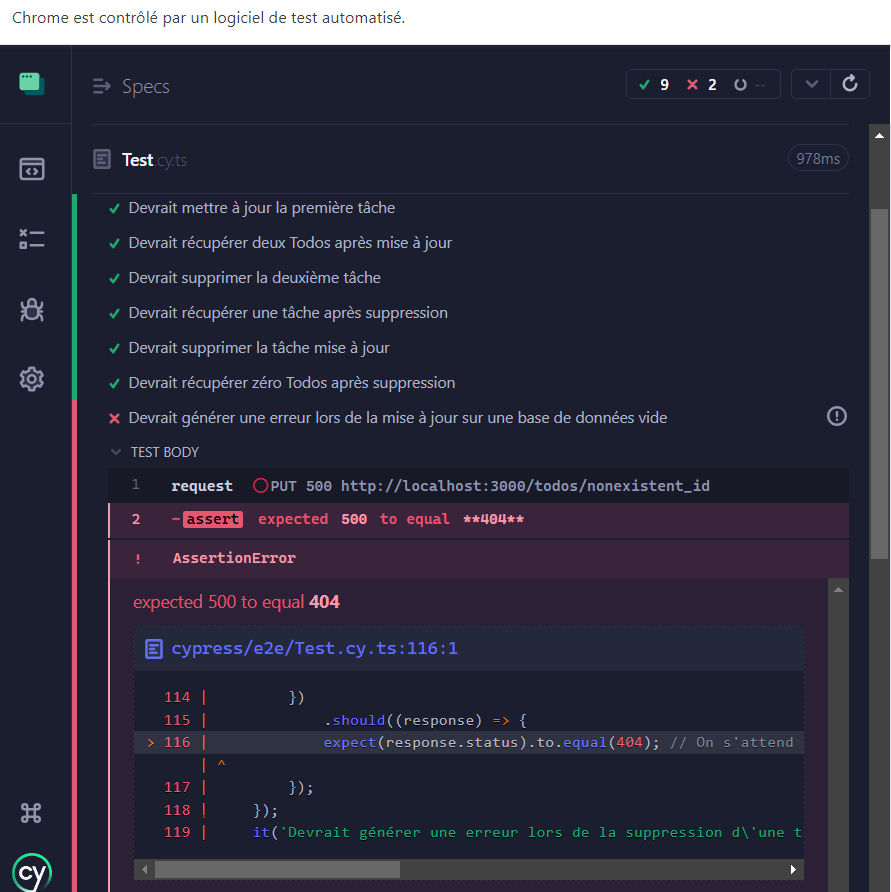 Chrome est contrôlé par un logiciel de test automatisé.
Specs
9 2 --
Test.cy.ts 978ms
Devrait mettre à jour la première tâche
Devrait récupérer deux Todos après mise à jour
Devrait supprimer la deuxième tâche
Devrait récupérer une tâche après suppression
Devrait supprimer la tâche mise à jour
Devrait récupérer zéro Todos après suppression
Devrait générer une erreur lors de la mise à jour sur une base de données vide
TEST BODY
1 request PUT 500 http://localhost:3000/todos/nonexistent_id
2 -assert expected 500 to equal **404**
! AssertionError
expected 500 to equal 404
cypress/e2e/Test.cy.ts:116:1
114 | })
115 | .should((response) => {
> 116 | expect(response.status).to.equal(404); // On s'attend
| ^
117 | });
118 | });
119 | it('Devrait générer une erreur lors de la suppression d\'une t
cy